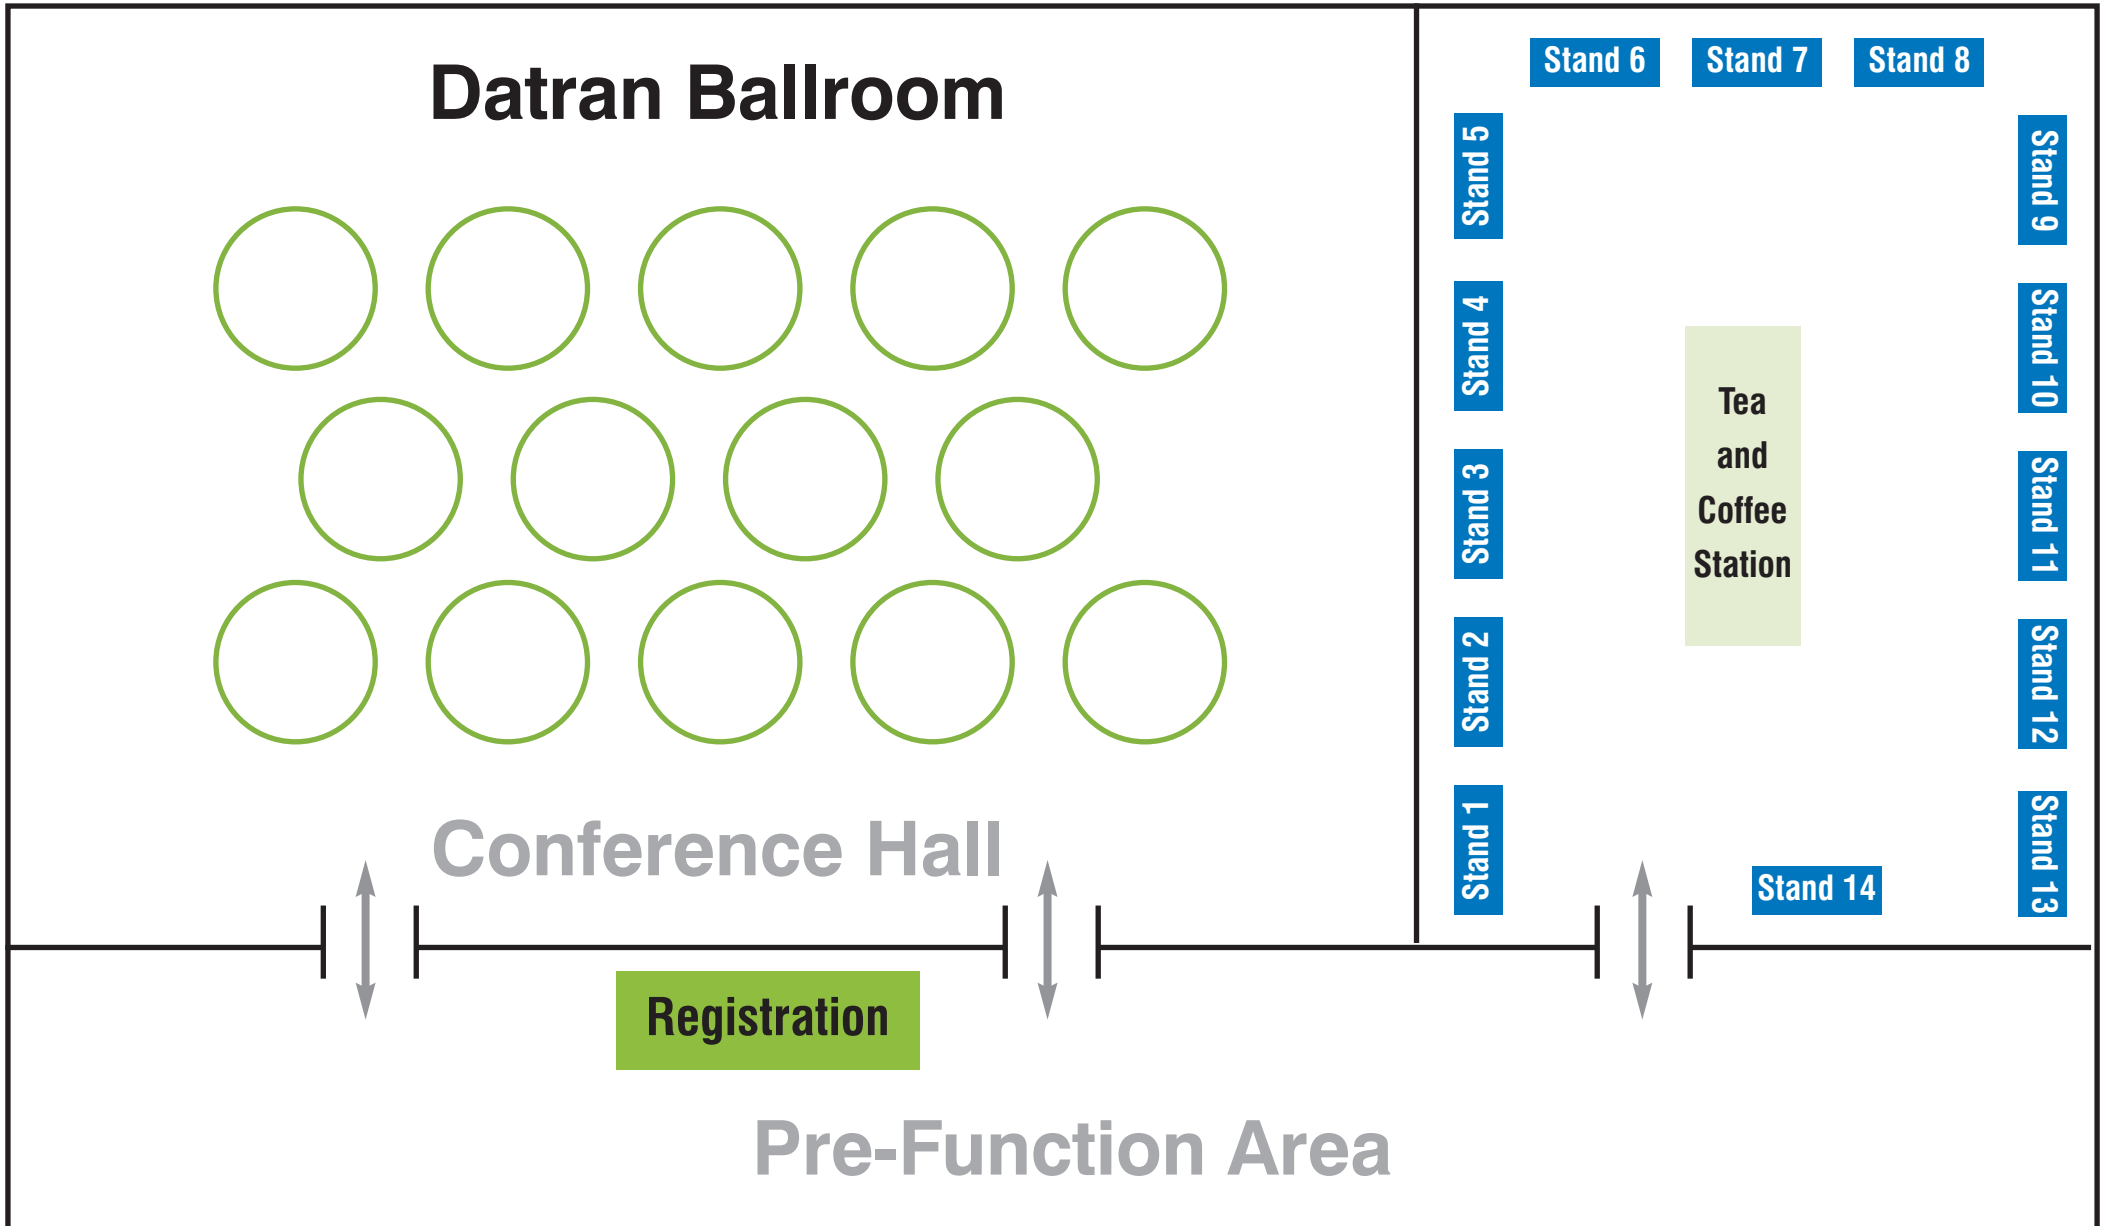 Datran Ballroom
Conference Hall
Registration
Pre-Function Area
Stand 1
Stand 2
Stand 3
Stand 4
Stand 5
Stand 6
Stand 7
Stand 8
Stand 9
Stand 10
Stand 11
Stand 12
Stand 13
Stand 14
Tea
and
Coffee
Station